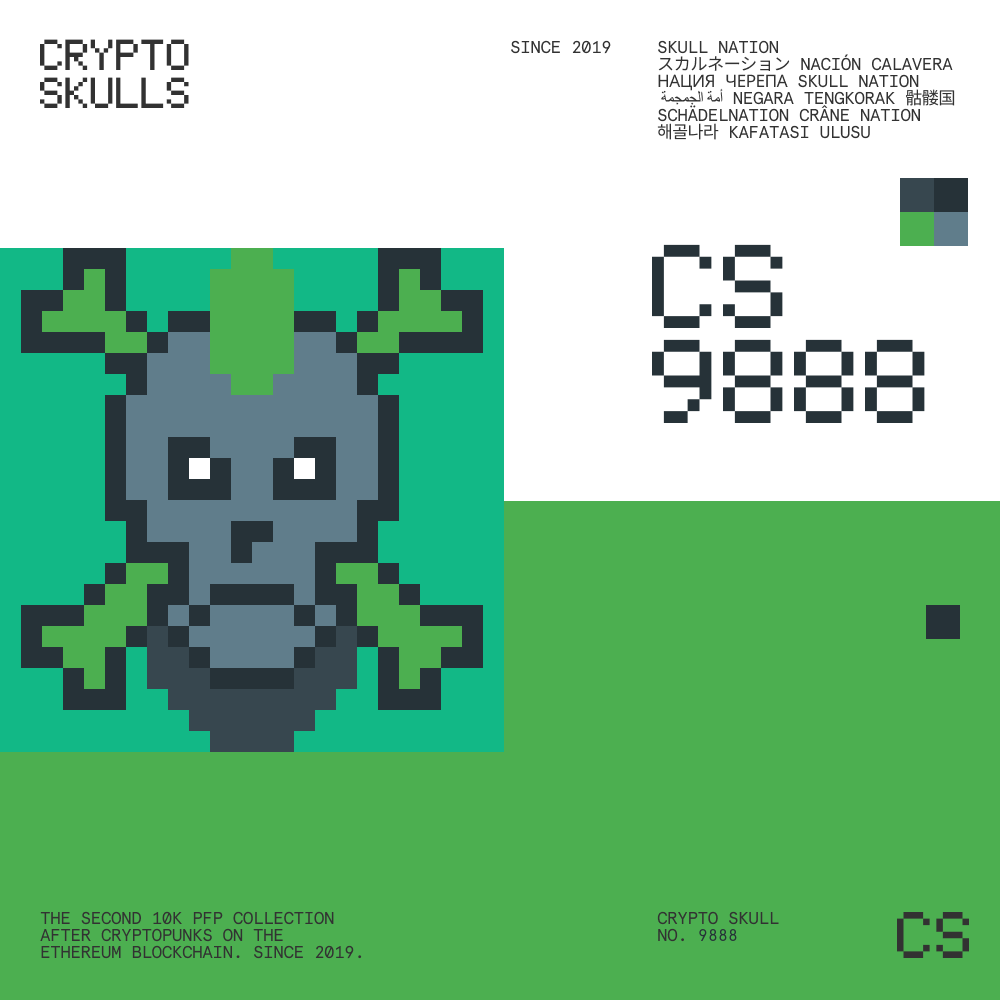 CRYPTO
SKULLS
SINCE 2019
SKULL NATION
スカルネーション NACIÓN CALAVERA
НАЦИЯ ЧЕРЕПА SKULL NATION
أمة الجمجمة NEGARA TENGKORAK 骷髅国
SCHÄDELNATION CRÂNE NATION
해골나라 KAFATASI ULUSU
CS
9888
THE SECOND 10K PFP COLLECTION
AFTER CRYPTOPUNKS ON THE
ETHEREUM BLOCKCHAIN. SINCE 2019.
CRYPTO SKULL
NO. 9888
CS